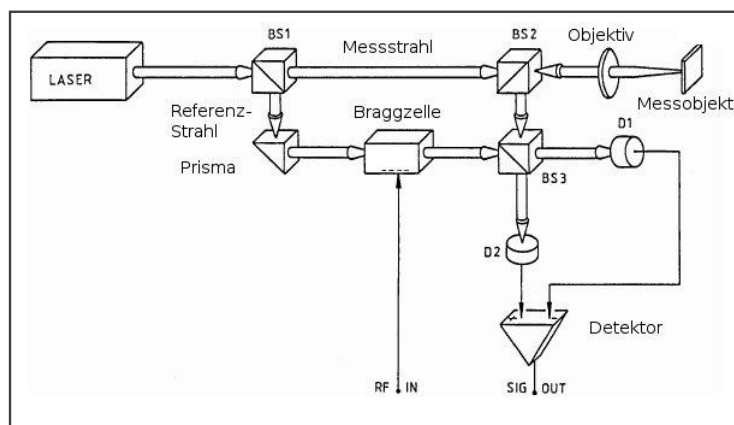 BS1
Messstrahl
BS2
Objektiv
LASER
Referenz-
Strahl
Braggzelle
Messobjekt
D1
Prisma
BS3
D2
Detektor
RF IN
SIG OUT